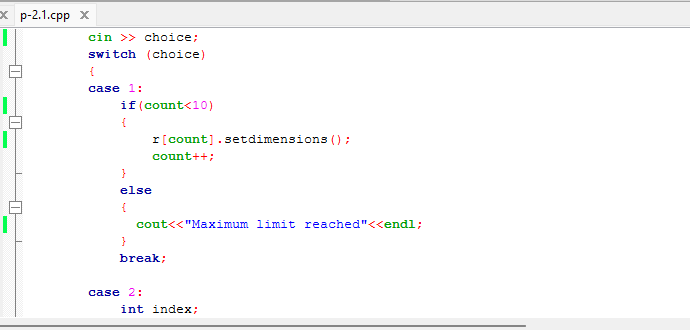 p-2.1.cpp
cin >> choice;
switch (choice)
{
case 1:
if(count<10)
{
r[count].setdimensions();
count++;
}
else
{
cout<<"Maximum limit reached"<<endl;
}
break;
case 2:
int index;